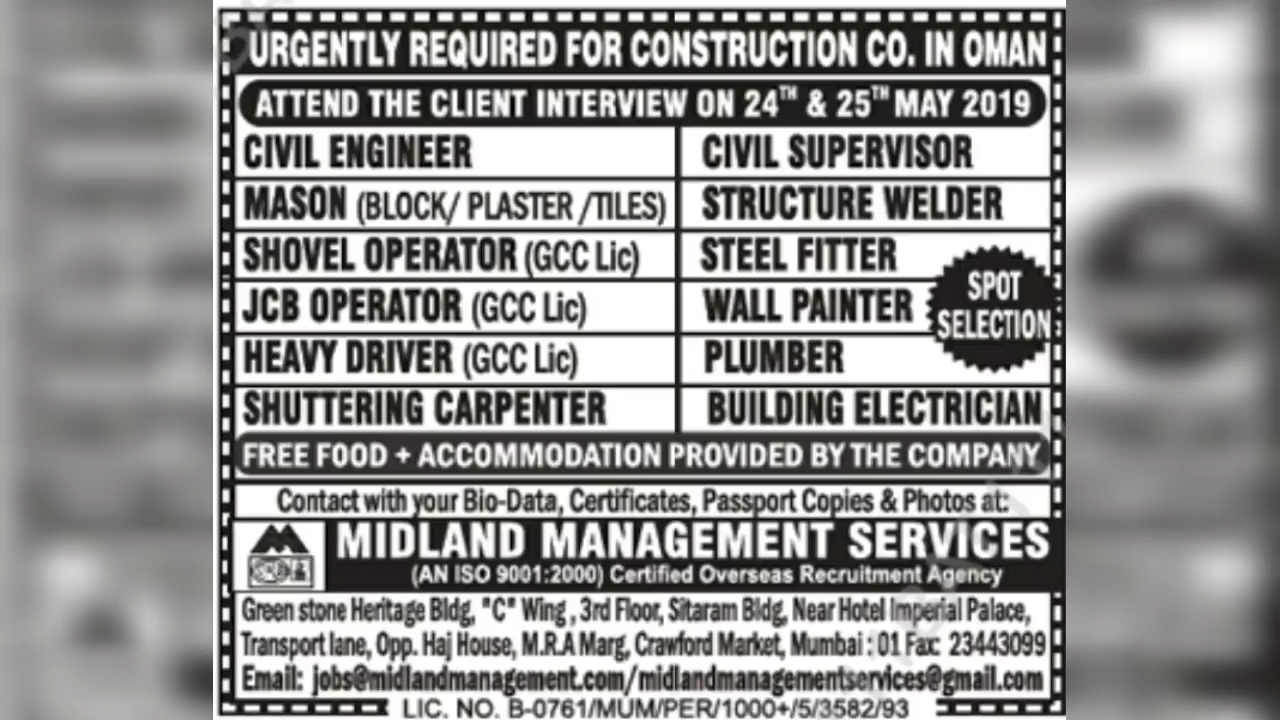 URGENTLY REQUIRED FOR CONSTRUCTION CO. IN OMAN
ATTEND THE CLIENT INTERVIEW ON 24TH & 25TH MAY 2019
CIVIL ENGINEER
CIVIL SUPERVISOR
MASON (BLOCK/ PLASTER /TILES)
STRUCTURE WELDER
SHOVEL OPERATOR (GCC Lic)
STEEL FITTER
JCB OPERATOR (GCC Lic)
WALL PAINTER
SPOT
SELECTION
HEAVY DRIVER (GCC Lic)
PLUMBER
SHUTTERING CARPENTER
BUILDING ELECTRICIAN
FREE FOOD + ACCOMMODATION PROVIDED BY THE COMPANY
Contact with your Bio-Data, Certificates, Passport Copies & Photos at:
MIDLAND MANAGEMENT SERVICES
(AN ISO 9001:2000) Certified Overseas Recruitment Agency
Green stone Heritage Bldg, "C" Wing , 3rd Floor, Sitaram Bldg, Near Hotel Imperial Palace,
Transport lane, Opp. Haj House, M.R.A Marg, Crawford Market, Mumbai : 01 Fax: 23443099
Email: jobs@midlandmanagement.com/midlandmanagementservices@gmail.com
LIC. NO. B-0761/MUM/PER/1000+/5/3582/93